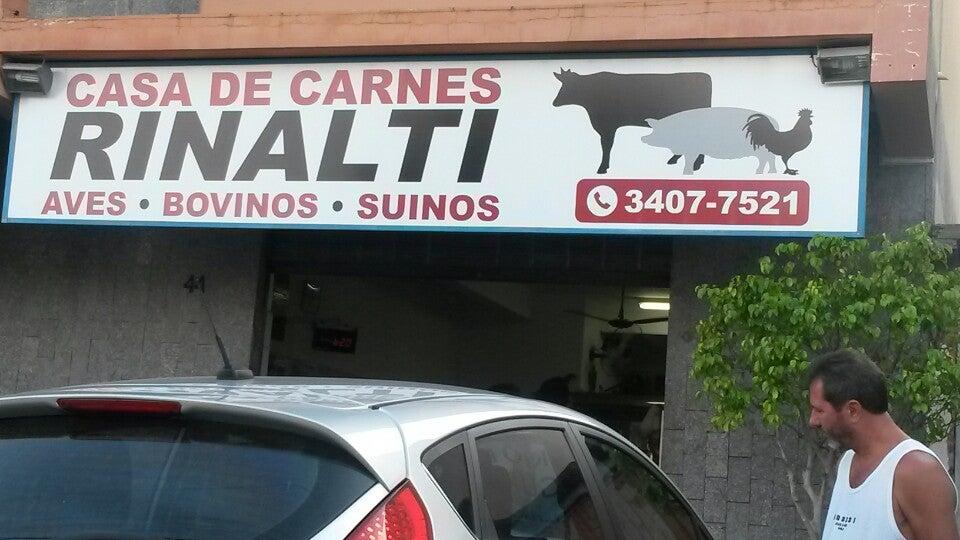 CASA DE CARNES
RINALTI
AVES • BOVINOS • SUINOS
3407-7521
41